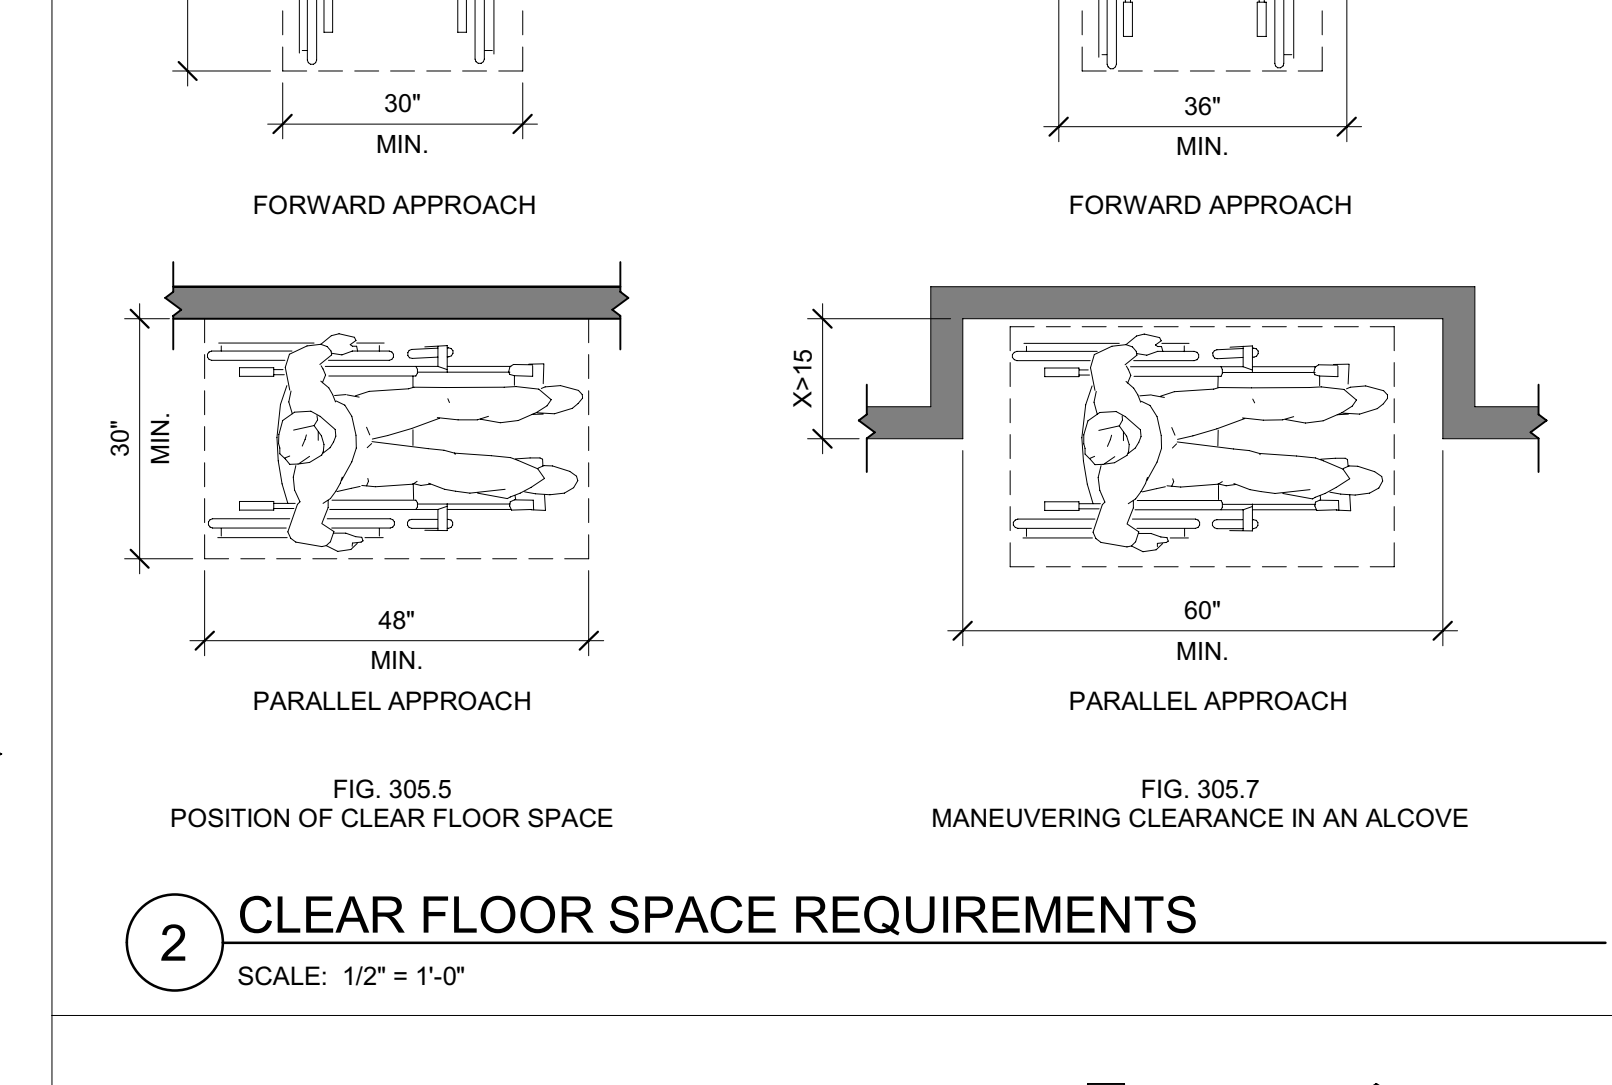 30"
MIN.
FORWARD APPROACH
36"
MIN.
FORWARD APPROACH
30"
MIN.
48"
MIN.
PARALLEL APPROACH
X>15
60"
MIN.
PARALLEL APPROACH
FIG. 305.5
POSITION OF CLEAR FLOOR SPACE
FIG. 305.7
MANEUVERING CLEARANCE IN AN ALCOVE
2
CLEAR FLOOR SPACE REQUIREMENTS
SCALE: 1/2" = 1'-0"